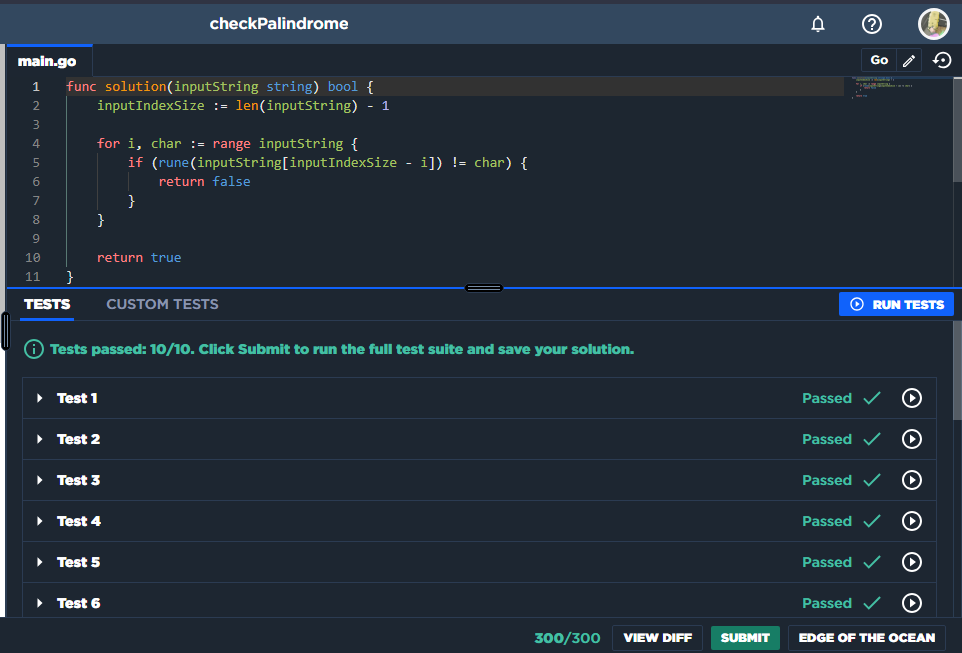 checkPalindrome
main.go
Go
1 func solution(inputString string) bool {
2     inputIndexSize := len(inputString) - 1
3
4     for i, char := range inputString {
5         if (rune(inputString[inputIndexSize - i]) != char) {
6             return false
7         }
8     }
9
10     return true
11 }
TESTS CUSTOM TESTS RUN TESTS
Tests passed: 10/10. Click Submit to run the full test suite and save your solution.
Test 1 Passed
Test 2 Passed
Test 3 Passed
Test 4 Passed
Test 5 Passed
Test 6 Passed
300/300 VIEW DIFF SUBMIT EDGE OF THE OCEAN